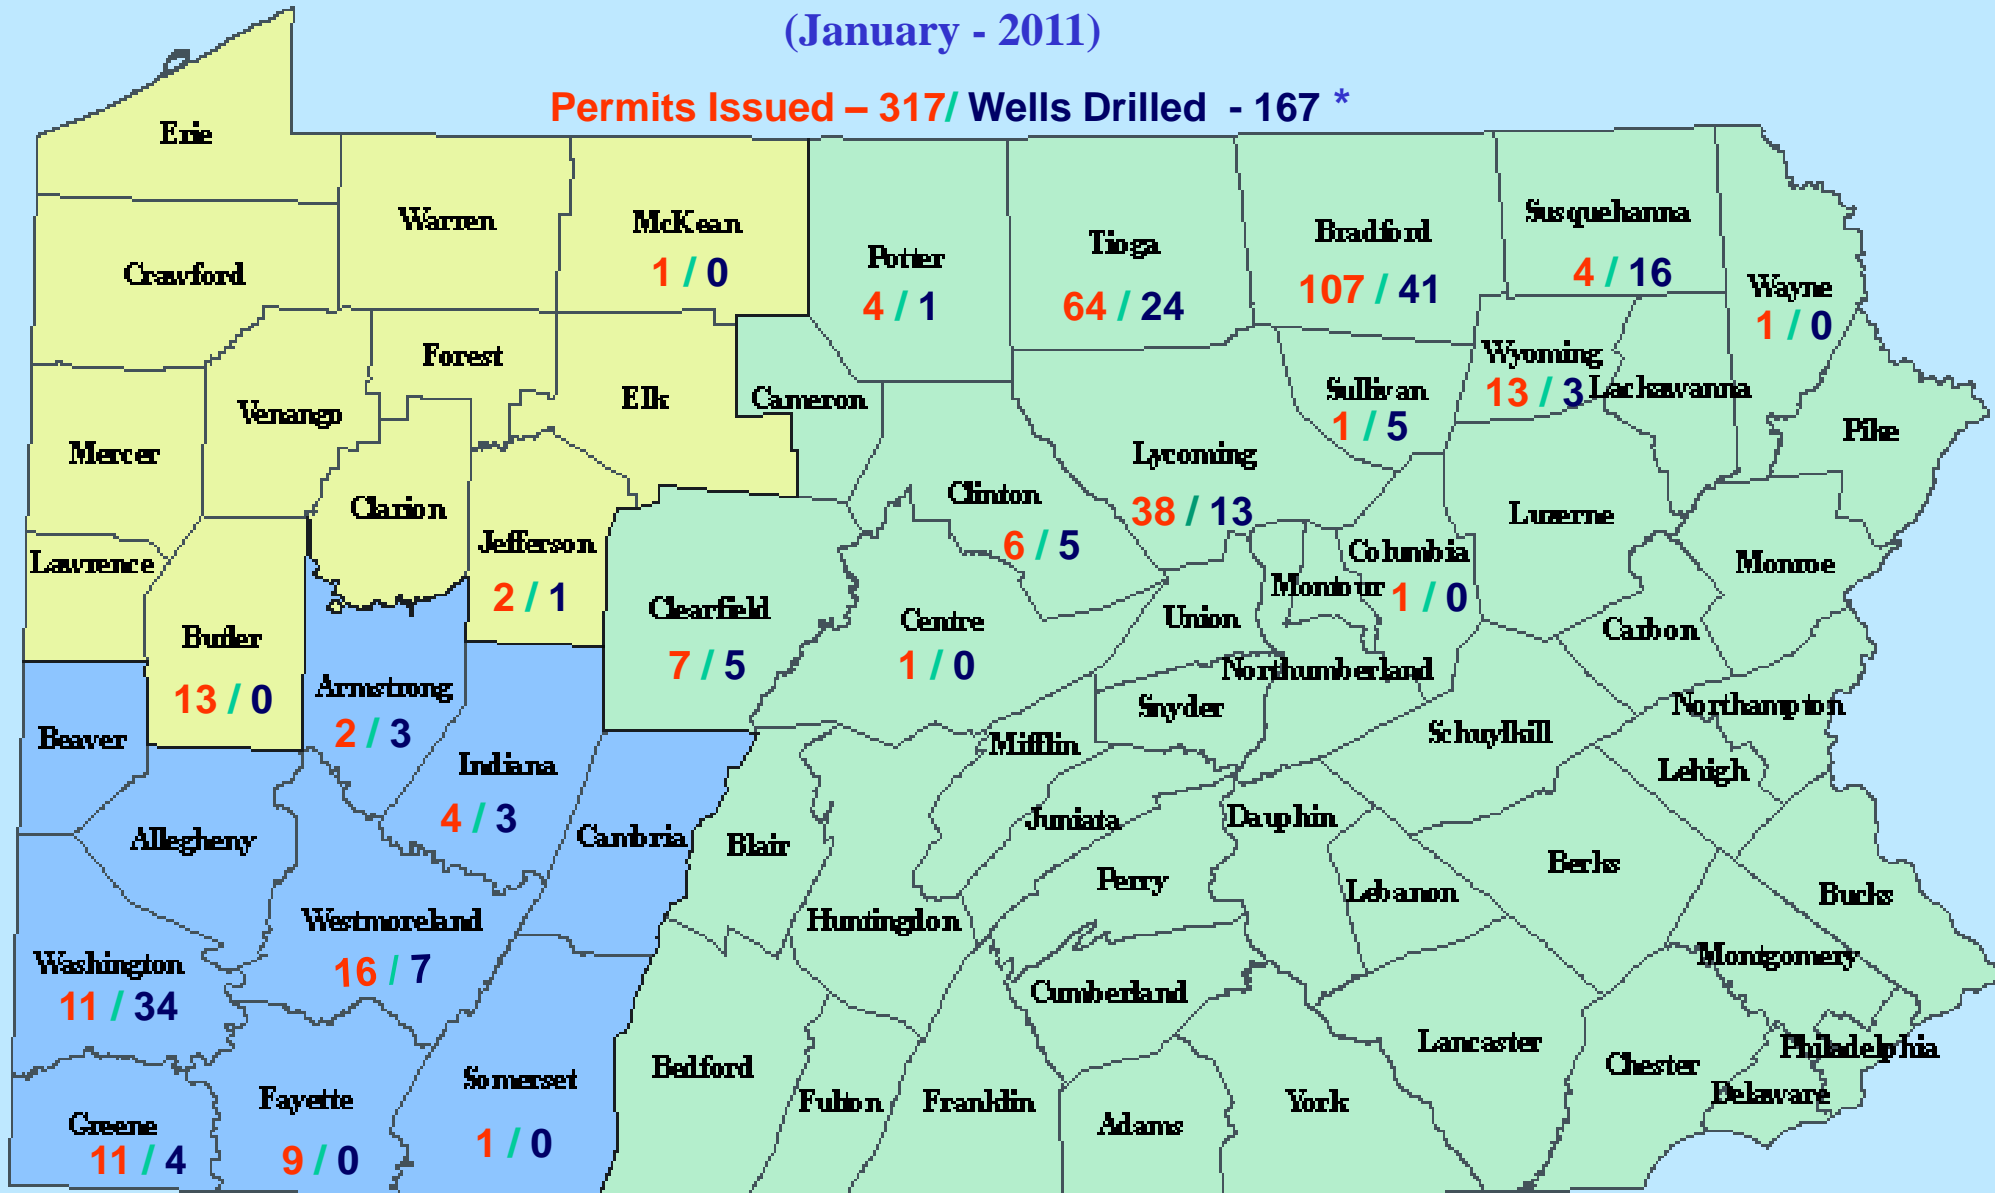 (January - 2011)
Permits Issued – 317/ Wells Drilled - 167 *
Erie
Warren
McKean
1 / 0
Crawford
Potter
4 / 1
Tioga
64 / 24
Bradford
107 / 41
Susquehanna
4 / 16
Wayne
1 / 0
Forest
Elk
Cameron
Venango
Mercer
Sullivan
1 / 5
Wyoming
13 / 3
Lackawanna
Pike
Lycoming
38 / 13
Clinton
6 / 5
Clarion
Jefferson
2 / 1
Lawrence
Luzerne
Columbia
1 / 0
Montour
Monroe
Clearfield
7 / 5
Centre
1 / 0
Union
Carbon
Butler
13 / 0
Armstrong
2 / 3
Northumberland
Snyder
Northampton
Beaver
Indiana
4 / 3
Mifflin
Schuylkill
Lehigh
Allegheny
Cambria
Blair
Juniata
Dauphin
Berks
Perry
Lebanon
Bucks
Westmoreland
16 / 7
Huntingdon
Washington
11 / 34
Cumberland
Montgomery
Lancaster
Philadelphia
Chester
Delaware
Bedford
Somerset
1 / 0
Fayette
9 / 0
Greene
11 / 4
Fulton
Franklin
Adams
York